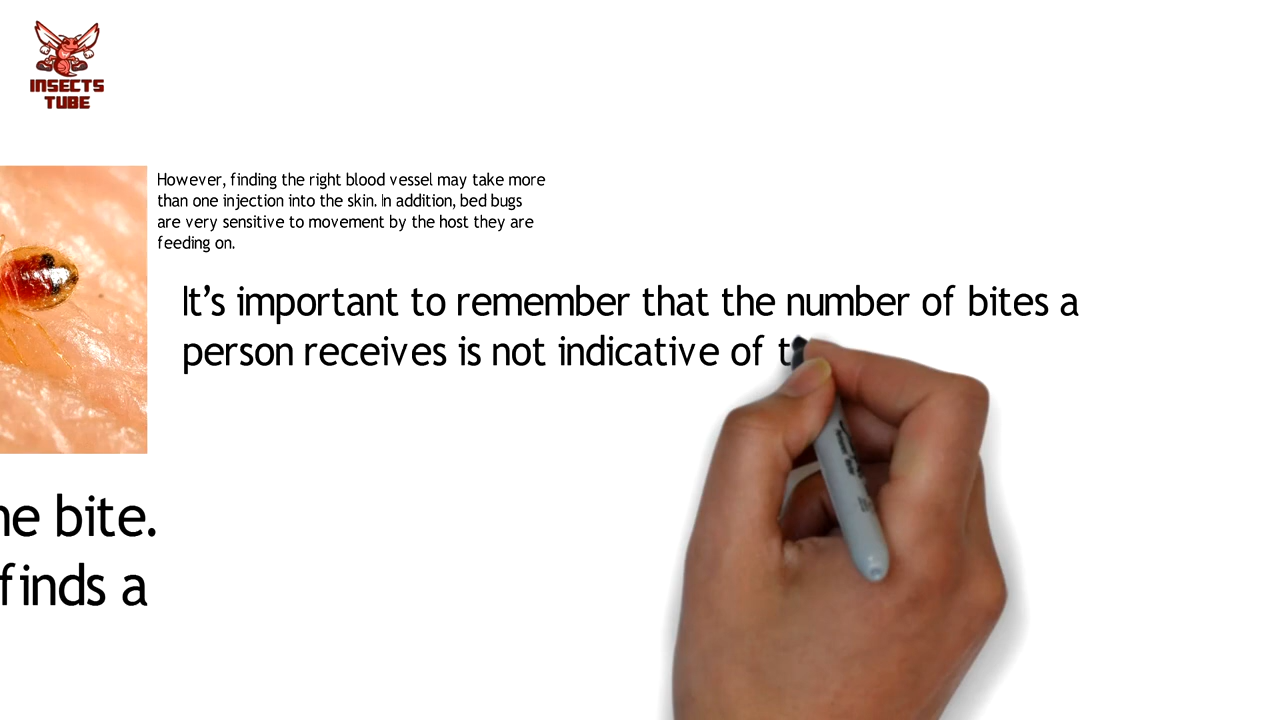 INSECTS
TUBE
However, finding the right blood vessel may take more
than one injection into the skin. In addition, bed bugs
are very sensitive to movement by the host they are
feeding on.
It's important to remember that the number of bites a
person receives is not indicative of t
he bite.
finds a